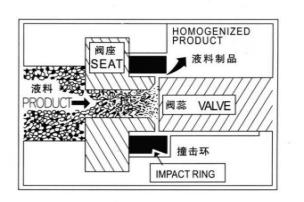 HOMOGENIZED
PRODUCT
液料制品
阀座
SEAT
液料
PRODUCT
阀蕊 VALVE
撞击环
IMPACT RING